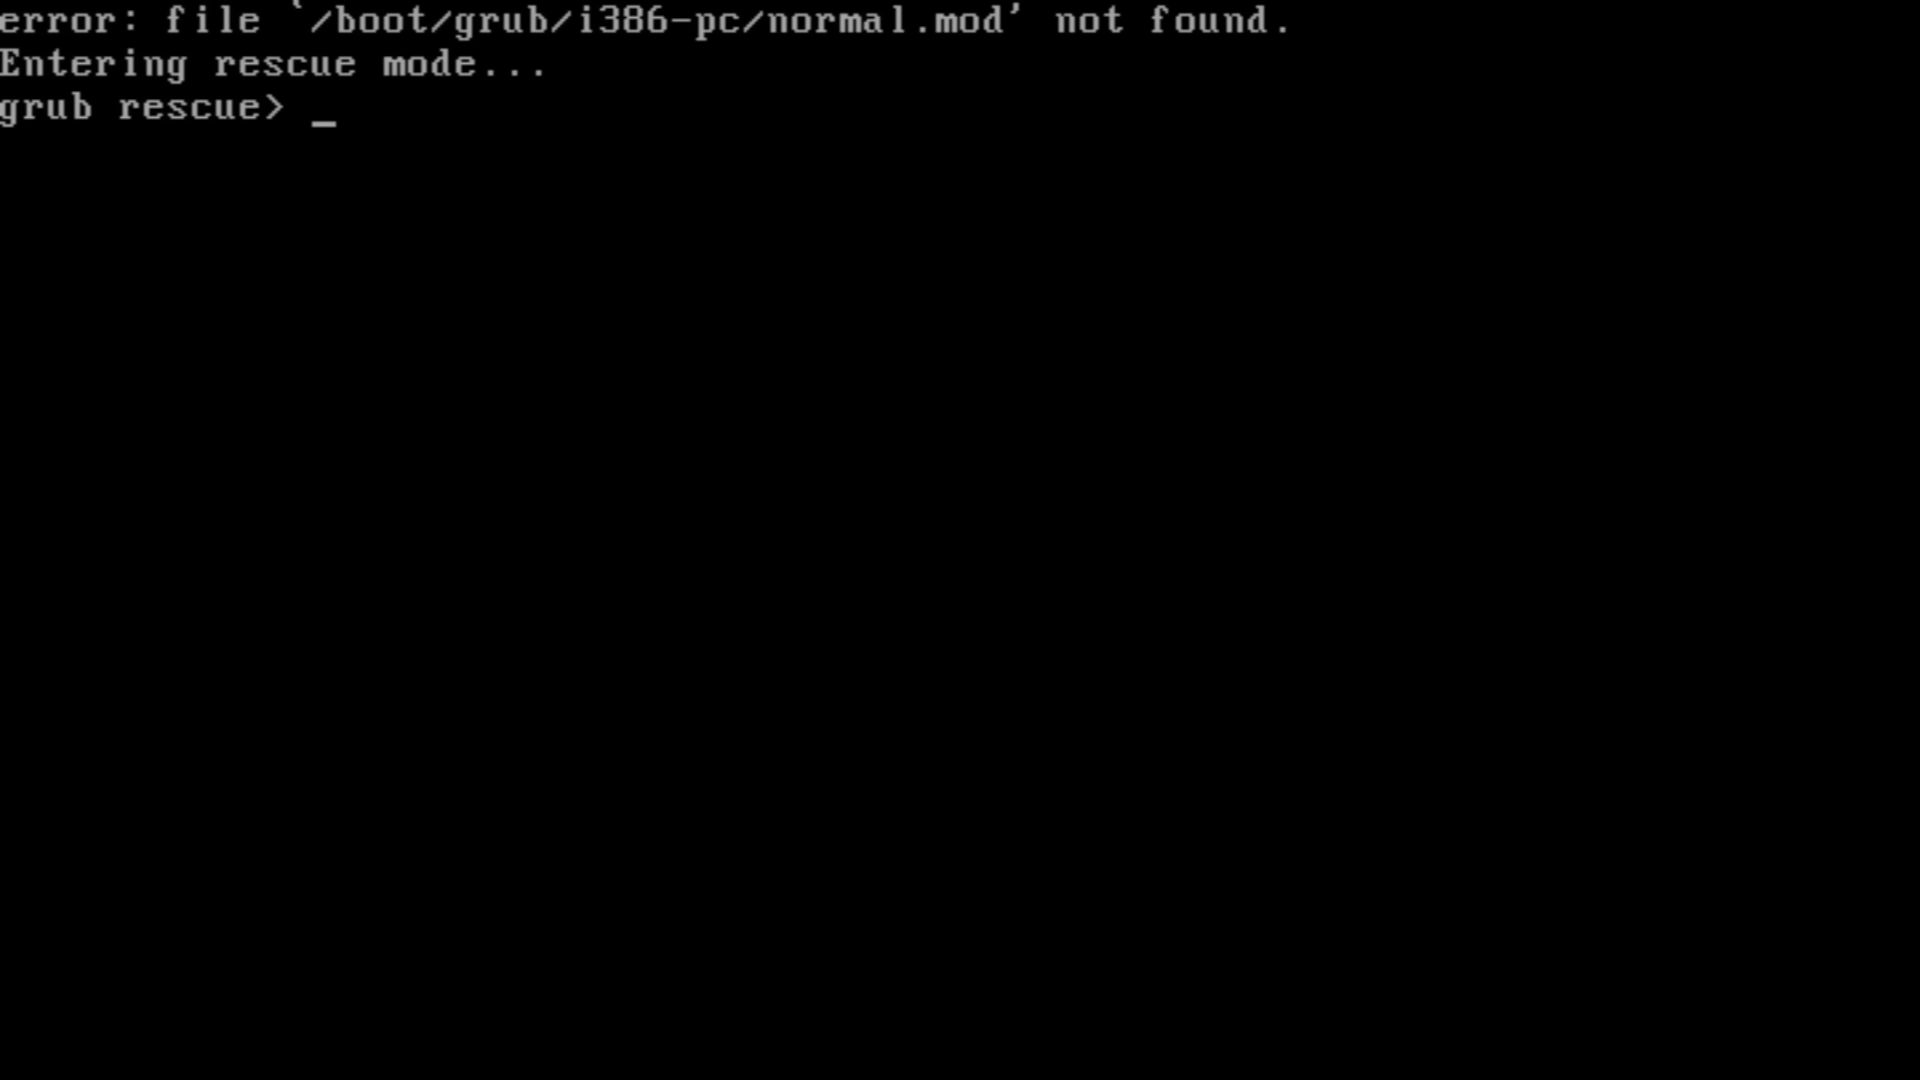 error: file `/boot/grub/i386-pc/normal.mod' not found.
Entering rescue mode...
grub rescue> _